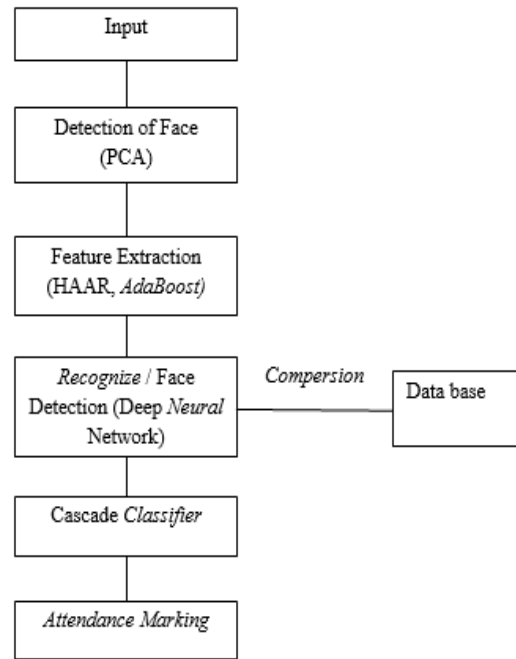 Input
Detection of Face
(PCA)
Feature Extraction
(HAAR, AdaBoost)
Recognize / Face
Detection (Deep Neural
Network)
Compersion
Data base
Cascade Classifier
Attendance Marking